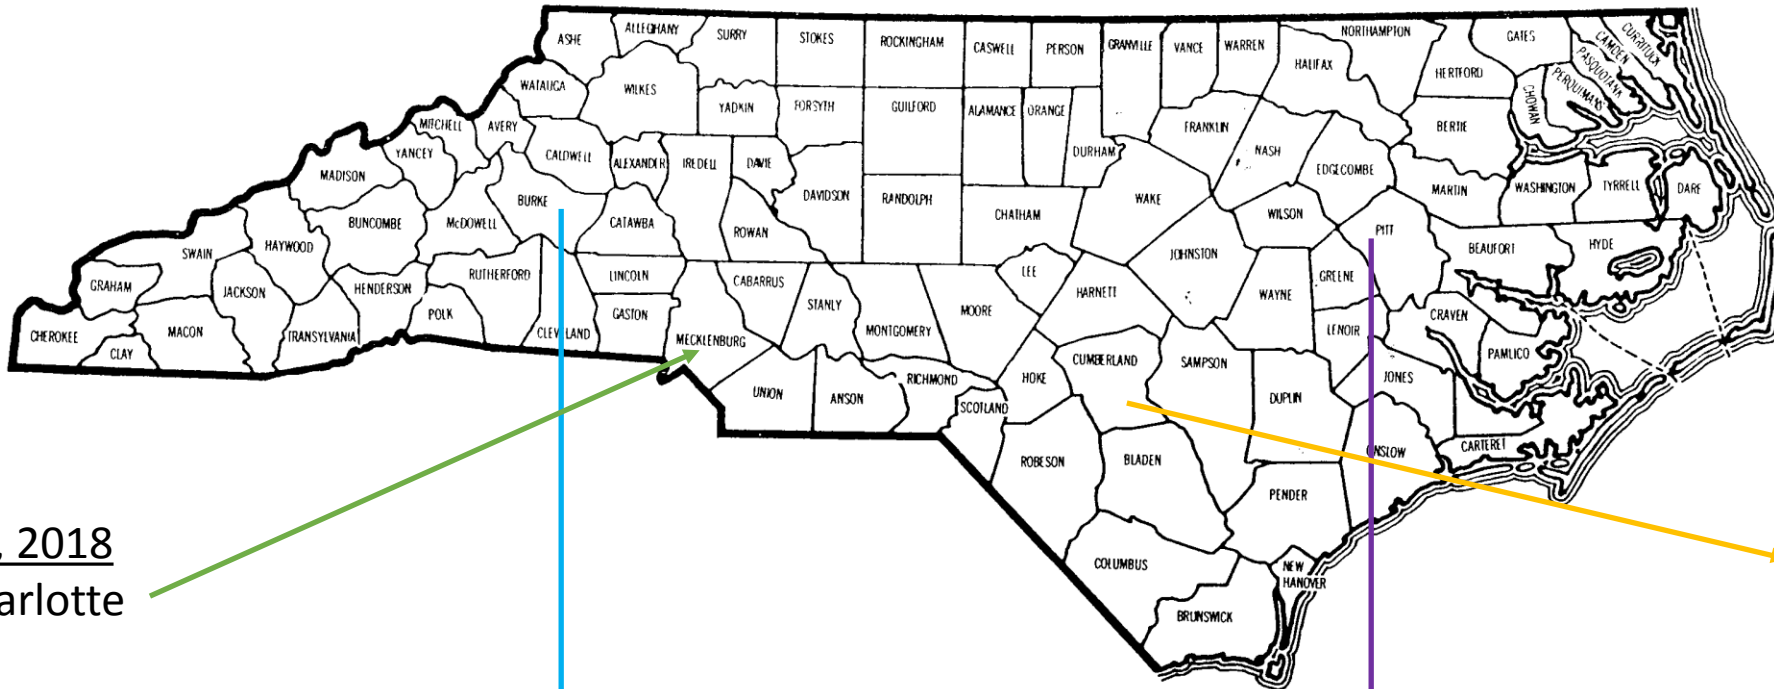 ASHE
ALLEGHANY
SURRY
STOKES
ROCKINGHAM
CASWELL
PERSON
GRANVILLE
VANCE
WARREN
NORTHAMPTON
GATES
CURRITUCK
CAMDEN
PASQUOTANK
PERQUIMANS
CHOWAN
HALIFAX
HERTFORD
WATAUGA
WILKES
YADKIN
FORSYTH
GUILFORD
ALAMANCE
ORANGE
DURHAM
FRANKLIN
NASH
EDGECOMBE
BERTIE
MITCHELL
AVERY
YANCEY
CALDWELL
ALEXANDER
IREDELL
DAVIE
MADISON
BURKE
DAVIDSON
RANDOLPH
CHATHAM
WAKE
WILSON
MARTIN
WASHINGTON
TYRRELL
DARE
BUNCOMBE
McDOWELL
CATAWBA
ROWAN
PITT
BEAUFORT
HYDE
SWAIN
HAYWOOD
JOHNSTON
GRAHAM
JACKSON
HENDERSON
RUTHERFORD
LINCOLN
CABARRUS
LEE
HARNETT
GREENE
WAYNE
CHEROKEE
CLAY
MACON
TRANSYLVANIA
POLK
CLEVELAND
GASTON
MECKLENBURG
STANLY
MONTGOMERY
MOORE
CUMBERLAND
SAMPSON
LENOIR
CRAVEN
PAMLICO
UNION
ANSON
RICHMOND
SCOTLAND
HOKE
DUPLIN
JONES
ROBESON
BLADEN
ONSLOW
CARTERET
PENDER
, 2018
arlotte
COLUMBUS
NEW
HANOVER
BRUNSWICK